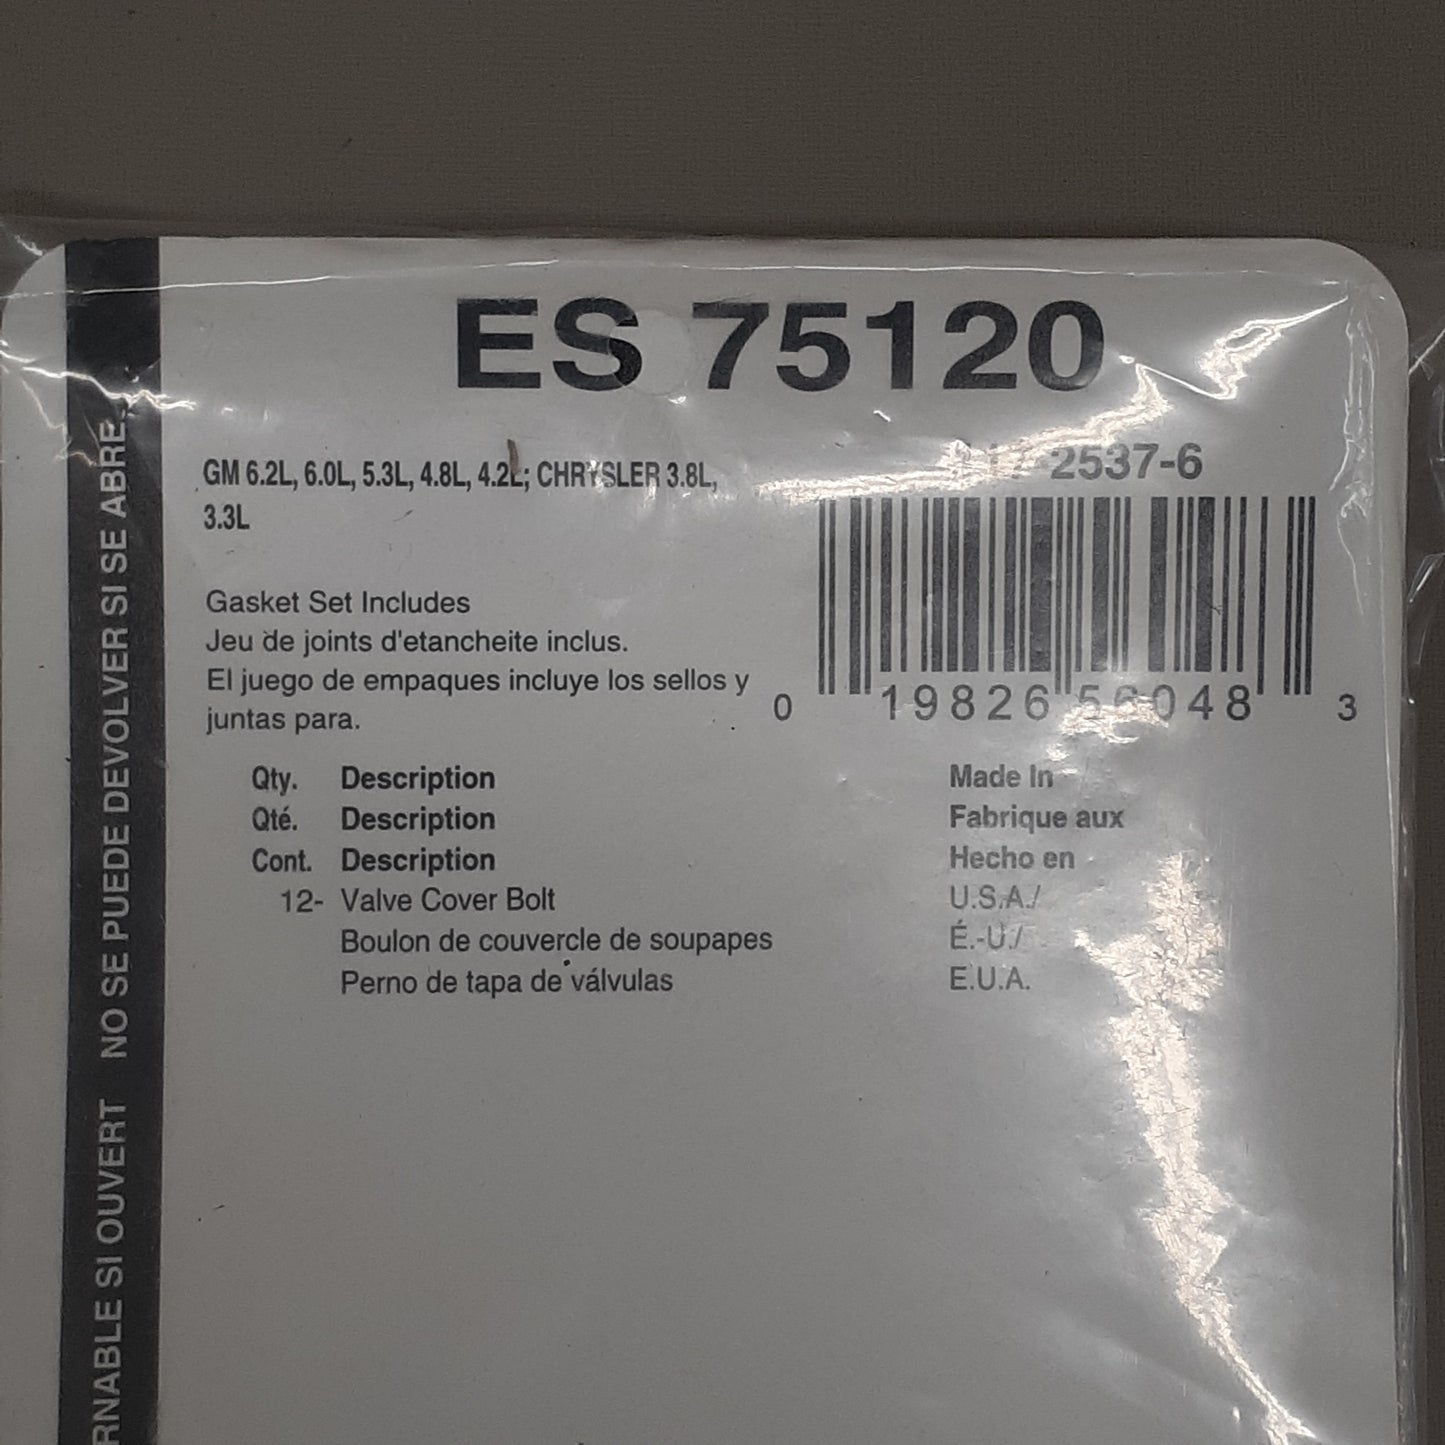 ES 75120
GM 6.2L, 6.0L, 5.3L, 4.8L, 4.2L; CHRYSLER 3.8L,
3.3L
2537-6
Gasket Set Includes
Jeu de joints d'etancheite inclus.
El juego de empaques incluye los sellos y
juntas para.
0 19826 56048 3
Qty. Description
Qté. Description
Cont. Description
12- Valve Cover Bolt
Boulon de couvercle de soupapes
Perno de tapa de válvulas
Made In
Fabrique aux
Hecho en
U.S.A./
É.-U./
E.U.A.
RNABLE SI OUVERT NO SE PUEDE DEVOLVER SI SE ABRE.